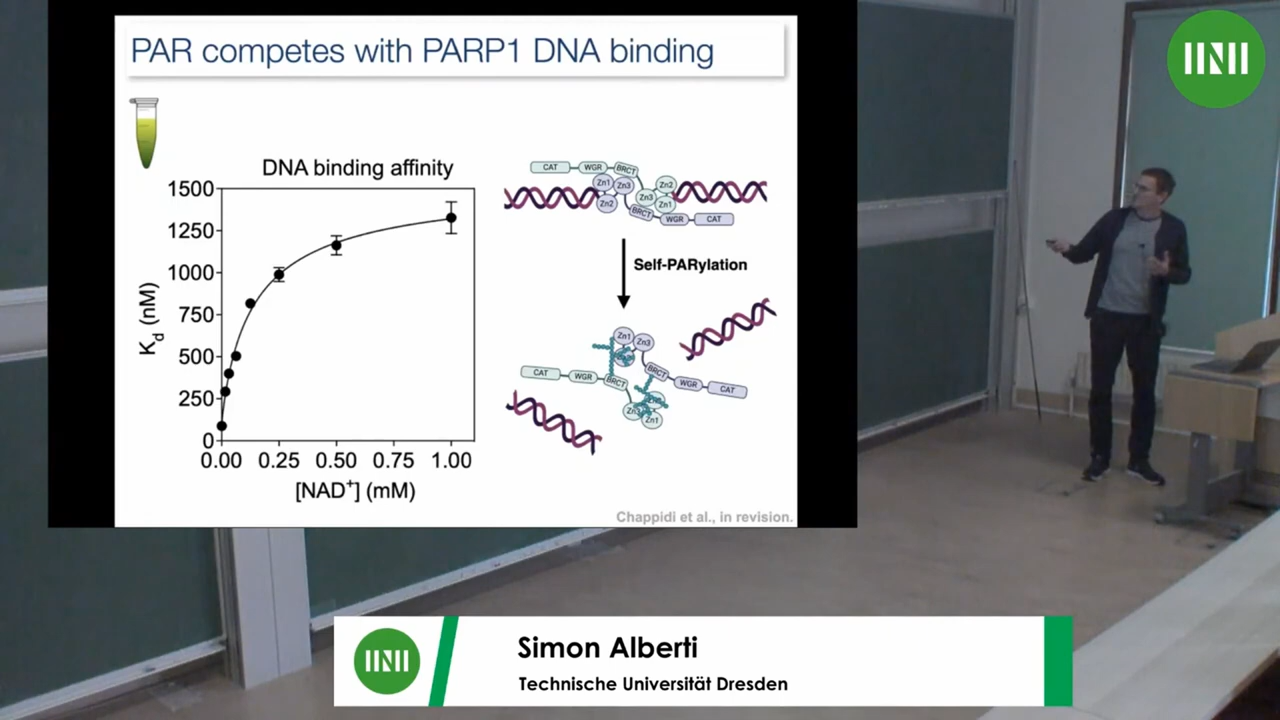 PAR competes with PARP1 DNA binding
DNA binding affinity
1500
1250
1000
750
500
250
0
Kd (nM)
0.00 0.25 0.50 0.75 1.00
[NAD+] (mM)
CAT WGR BRCT
Zn1 Zn3 Zn2
Zn2 Zn3 Zn1
BRCT WGR CAT
Self-PARylation
Zn1 Zn3
CAT WGR BRCT
BRCT WGR CAT
Zn1
Chappidi et al., in revision.
Simon Alberti
Technische Universität Dresden